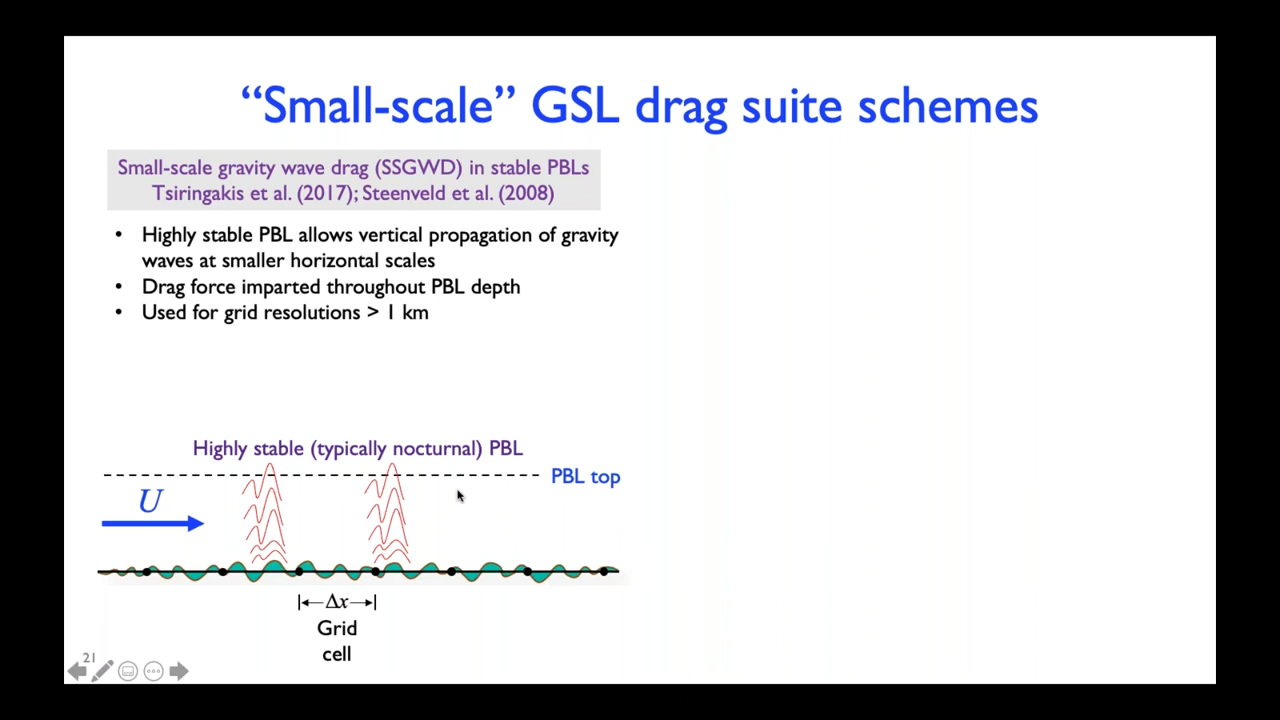 “Small-scale” GSL drag suite schemes
Small-scale gravity wave drag (SSGWD) in stable PBLs
Tsiringakis et al. (2017); Steenveld et al. (2008)
• Highly stable PBL allows vertical propagation of gravity
waves at smaller horizontal scales
• Drag force imparted throughout PBL depth
• Used for grid resolutions > 1 km
Highly stable (typically nocturnal) PBL
PBL top
U
Δx
Grid
cell
21